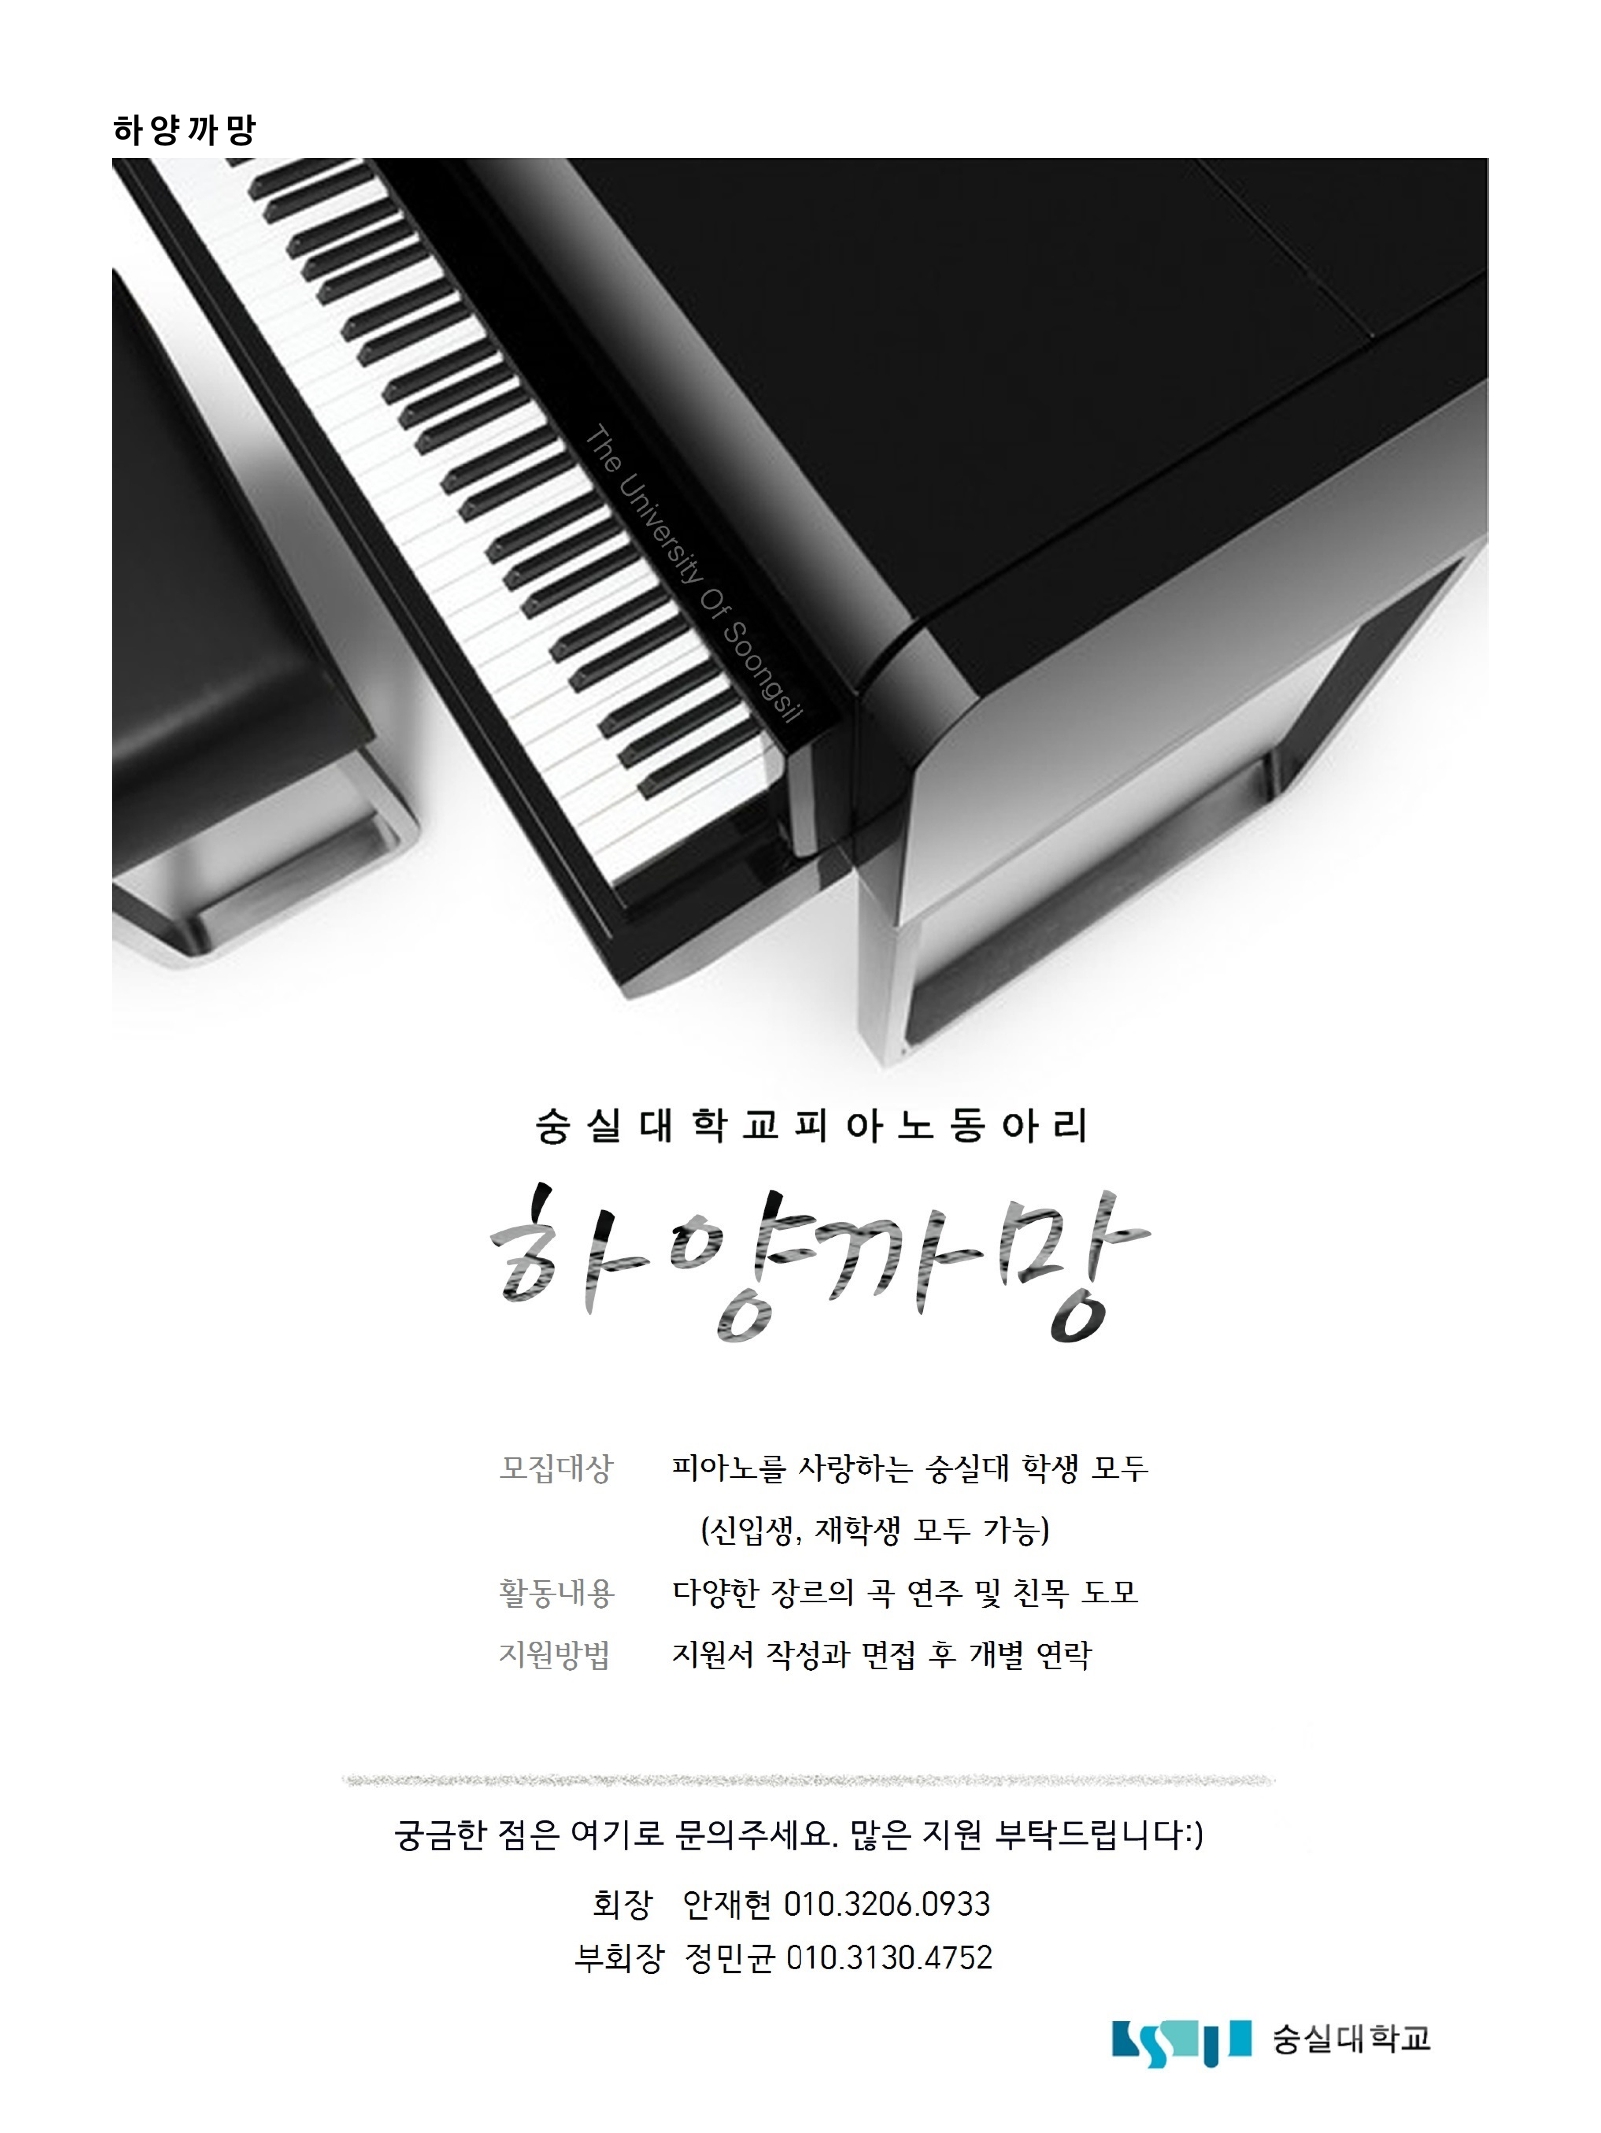 하양까망
The University Of Soongsil
숭실대학교피아노동아리
하양까망
모집대상 피아노를 사랑하는 숭실대 학생 모두
(신입생, 재학생 모두 가능)
활동내용 다양한 장르의 곡 연주 및 친목 도모
지원방법 지원서 작성과 면접 후 개별 연락
궁금한 점은 여기로 문의주세요. 많은 지원 부탁드립니다:)
회장 안재현 010.3206.0933
부회장 정민균 010.3130.4752
숭실대학교